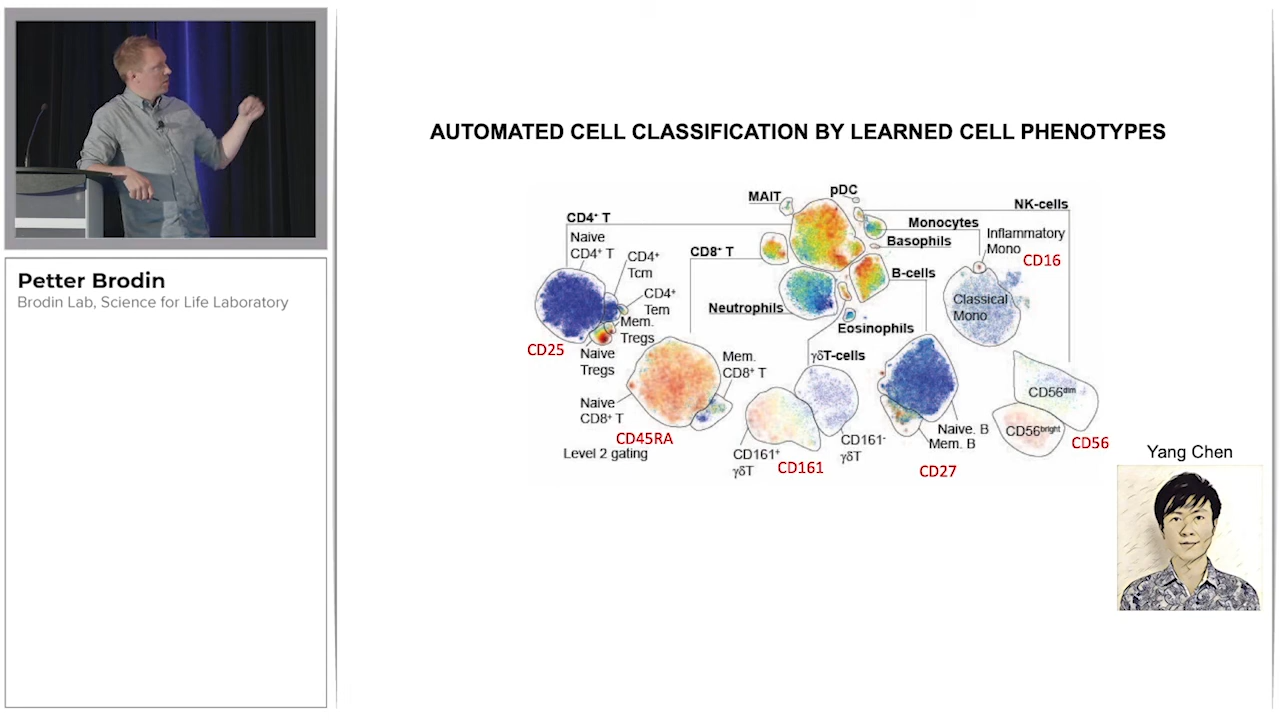 Petter Brodin
Brodin Lab, Science for Life Laboratory
AUTOMATED CELL CLASSIFICATION BY LEARNED CELL PHENOTYPES
MAIT
pDC
NK-cells
CD4⁺ T
Monocytes
Naive
CD4⁺ T
CD4⁺
Tcm
CD8⁺ T
Basophils
Inflammatory
Mono
CD16
B-cells
CD4⁺
Tem
Neutrophils
Classical
Mono
Mem.
Tregs
Eosinophils
CD25
Naive
Tregs
Mem.
CD8⁺ T
γδT-cells
Naive
CD8⁺ T
CD56ᵈⁱᵐ
CD56ᵇʳⁱᵍʰᵗ
CD45RA
CD161⁻
γδT
Naive. B
Mem. B
CD56
Level 2 gating
CD161⁺
γδT
CD161
CD27
Yang Chen